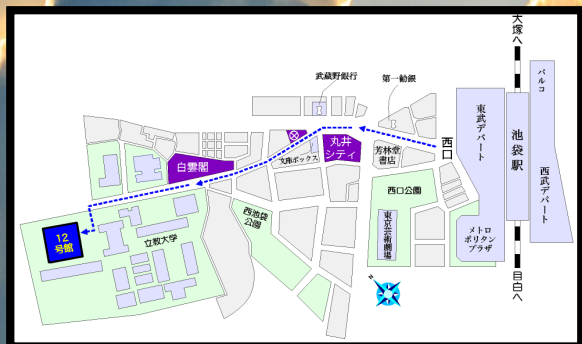 大塚へ
パルコ
東武デパート
池袋駅
西武デパート
メトロ
ポリタン
プラザ
目白へ
武蔵野銀行
第一勧銀
丸井
シティ
芳林堂
書店
西口
文庫ボックス
白雲閣
西口公園
東京芸術劇場
西池袋
公園
立教大学
12
号館